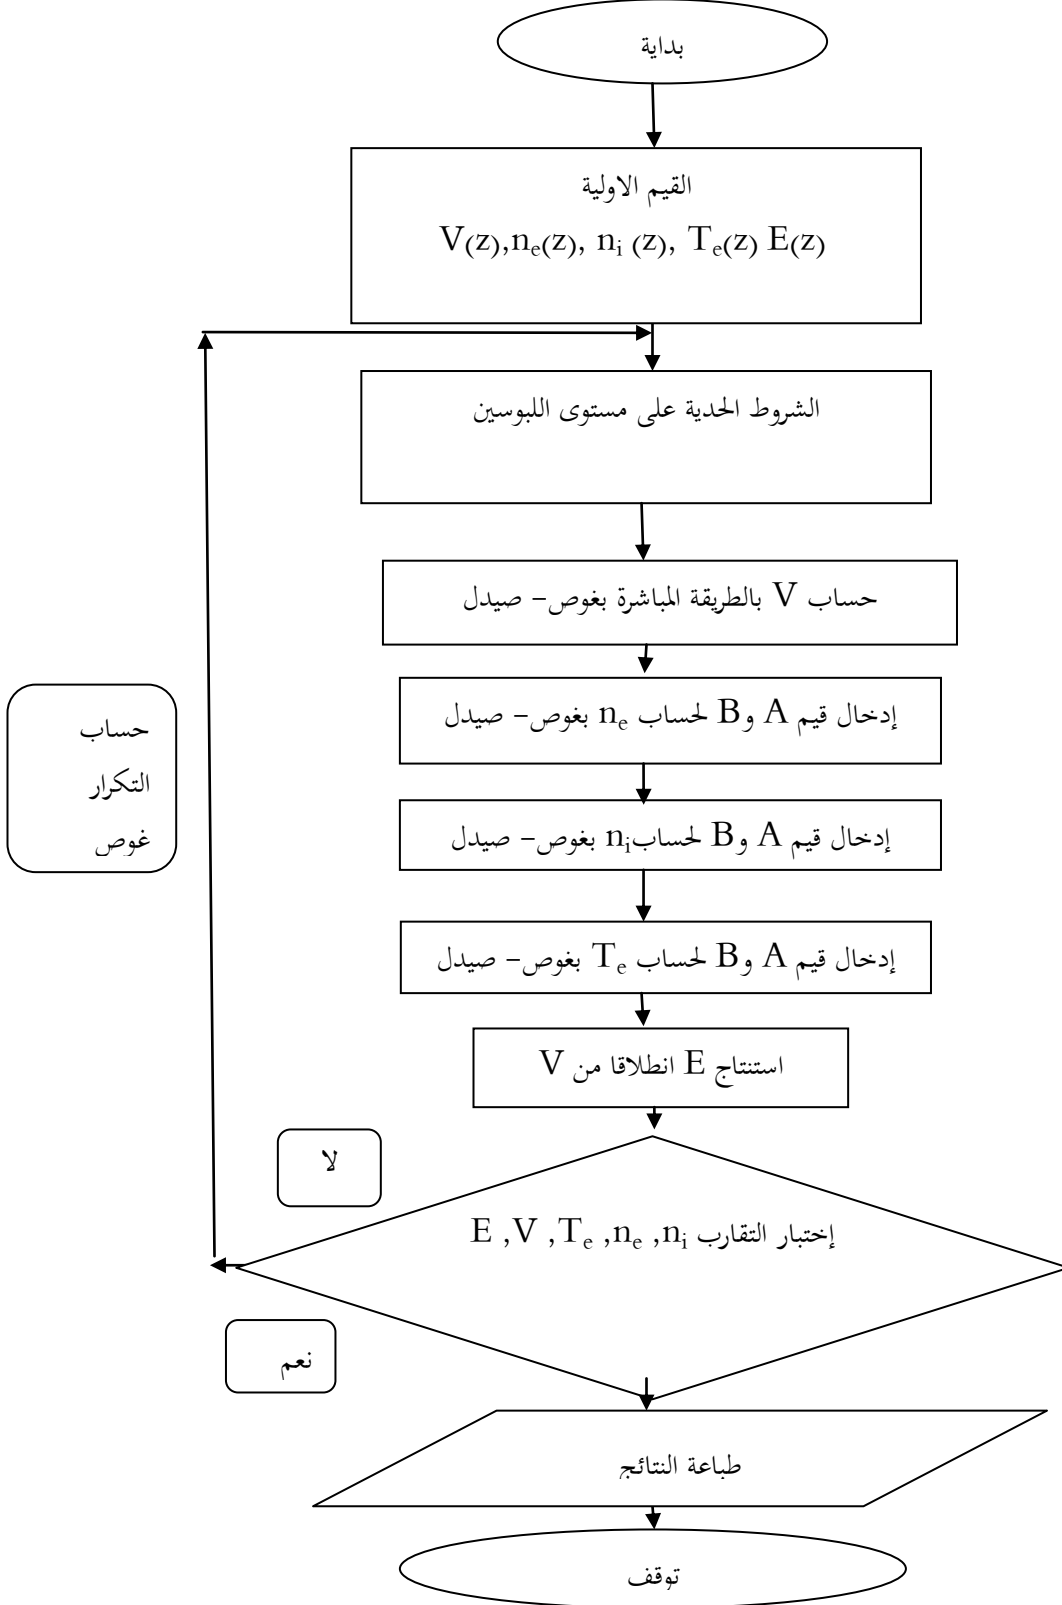 بداية
القيم الاولية
V(z),nₑ(z), nᵢ (z), Tₑ(z) E(z)
الشروط الحدية على مستوى اللبوسين
حساب V بالطريقة المباشرة بغوص- صيدل
إدخال قيم A وB لحساب nₑ بغوص- صيدل
إدخال قيم A وB لحسابnᵢ بغوص- صيدل
إدخال قيم A وB لحساب Tₑ بغوص- صيدل
استنتاج E انطلاقا من V
حساب
التكرار
غوص
لا
إختبار التقارب E ,V ,Tₑ ,nₑ ,nᵢ
نعم
طباعة النتائج
توقف